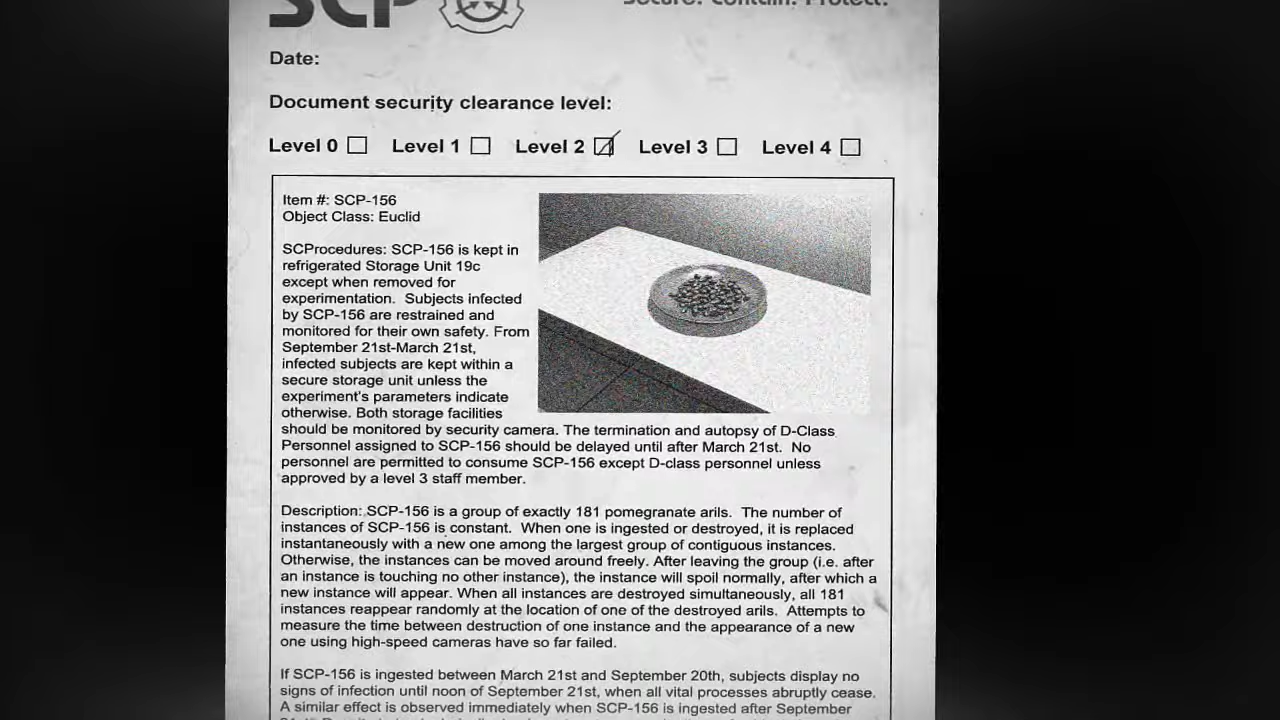 SCP Secure. Contain. Protect.
Date:
Document security clearance level:
Level 0 Level 1 Level 2 Level 3 Level 4
Item #: SCP-156
Object Class: Euclid
SCProcedures: SCP-156 is kept in
refrigerated Storage Unit 19c
except when removed for
experimentation. Subjects infected
by SCP-156 are restrained and
monitored for their own safety. From
September 21st-March 21st,
infected subjects are kept within a
secure storage unit unless the
experiment's parameters indicate
otherwise. Both storage facilities
should be monitored by security camera. The termination and autopsy of D-Class
Personnel assigned to SCP-156 should be delayed until after March 21st. No
personnel are permitted to consume SCP-156 except D-class personnel unless
approved by a level 3 staff member.
Description: SCP-156 is a group of exactly 181 pomegranate arils. The number of
instances of SCP-156 is constant. When one is ingested or destroyed, it is replaced
instantaneously with a new one among the largest group of contiguous instances.
Otherwise, the instances can be moved around freely. After leaving the group (i.e. after
an instance is touching no other instance), the instance will spoil normally, after which a
new instance will appear. When all instances are destroyed simultaneously, all 181
instances reappear randomly at the location of one of the destroyed arils. Attempts to
measure the time between destruction of one instance and the appearance of a new
one using high-speed cameras have so far failed.
If SCP-156 is ingested between March 21st and September 20th, subjects display no
signs of infection until noon of September 21st, when all vital processes abruptly cease.
A similar effect is observed immediately when SCP-156 is ingested after September